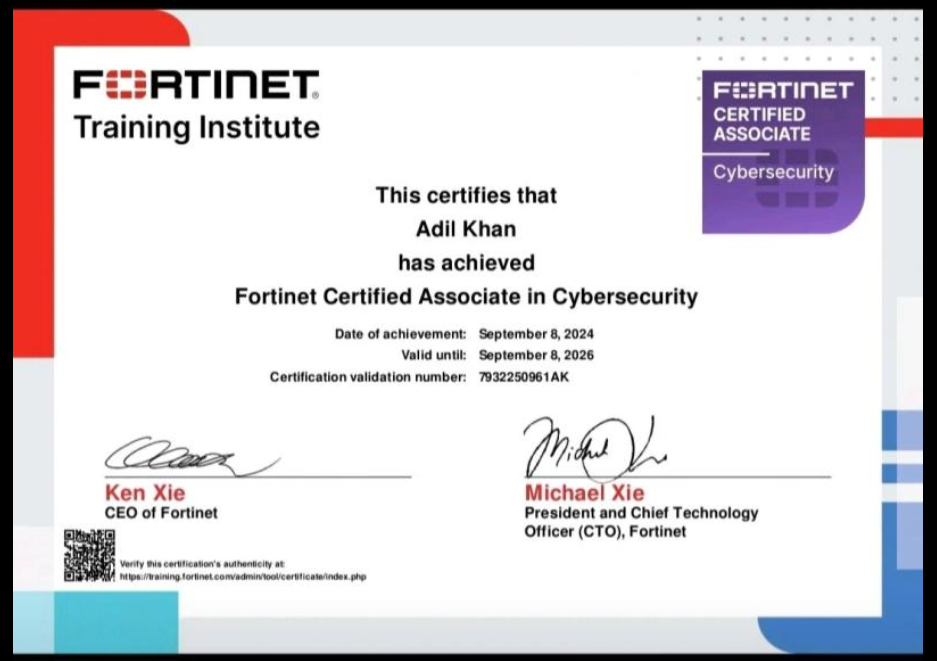 FORTINET
Training Institute
FORTINET
CERTIFIED
ASSOCIATE
Cybersecurity
This certifies that
Adil Khan
has achieved
Fortinet Certified Associate in Cybersecurity
Date of achievement: September 8, 2024
Valid until: September 8, 2026
Certification validation number: 7932250961AK
Ken Xie
CEO of Fortinet
Michael Xie
President and Chief Technology
Officer (CTO), Fortinet
Verify this certification's authenticity at:
https://training.fortinet.com/admin/tool/certificate/index.php